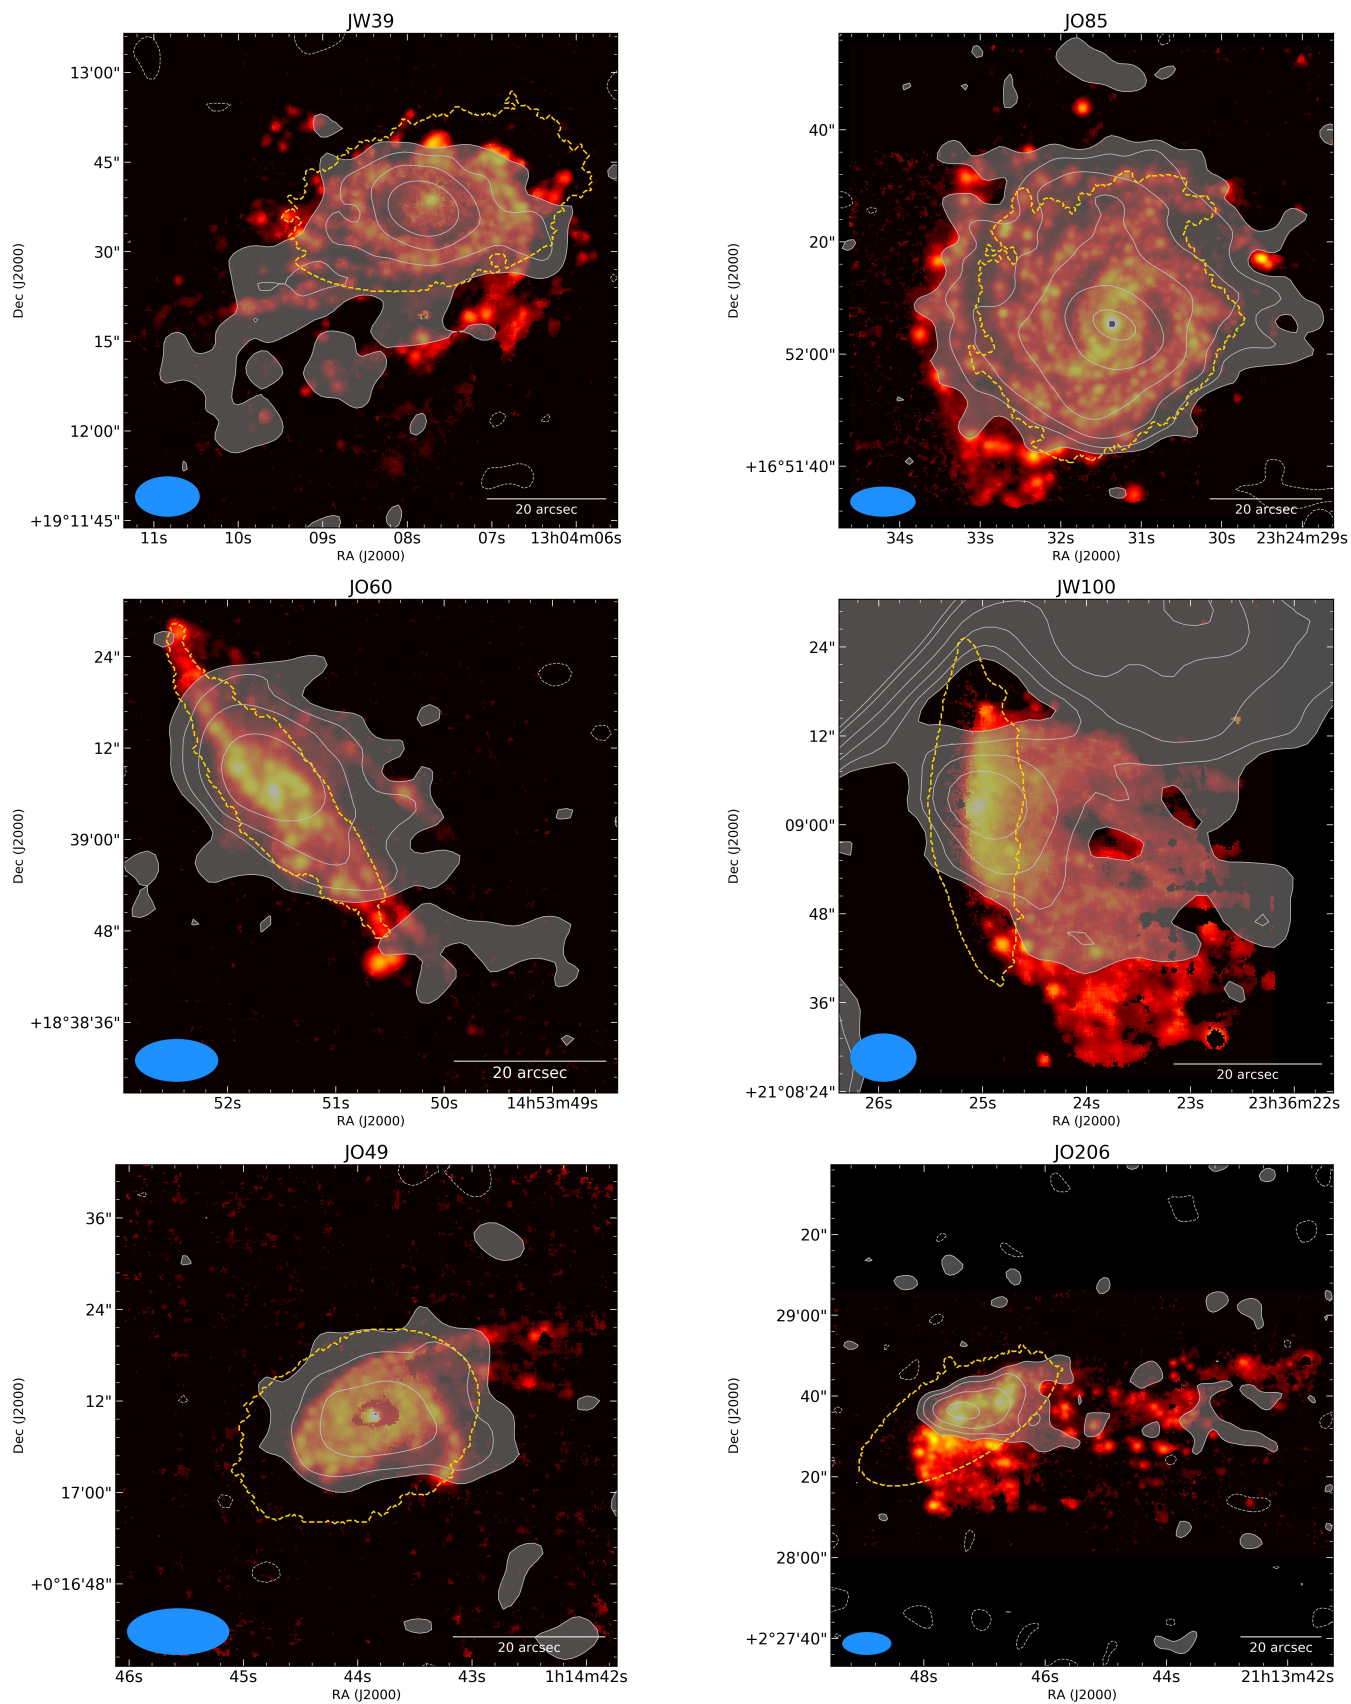 JW39
13'00"
45"
30"
15"
12'00"
+19°11'45"
Dec (J2000)
20 arcsec
11s 10s 09s 08s 07s 13h04m06s
RA (J2000)
JO85
40"
20"
52'00"
+16°51'40"
Dec (J2000)
20 arcsec
34s 33s 32s 31s 30s 23h24m29s
RA (J2000)
JO60
24"
12"
39'00"
48"
+18°38'36"
Dec (J2000)
20 arcsec
52s 51s 50s 14h53m49s
RA (J2000)
JW100
24"
12"
09'00"
48"
36"
+21°08'24"
Dec (J2000)
20 arcsec
26s 25s 24s 23s 23h36m22s
RA (J2000)
JO49
36"
24"
12"
17'00"
+0°16'48"
Dec (J2000)
20 arcsec
46s 45s 44s 43s 1h14m42s
RA (J2000)
JO206
20"
29'00"
40"
20"
28'00"
+2°27'40"
Dec (J2000)
20 arcsec
48s 46s 44s 21h13m42s
RA (J2000)